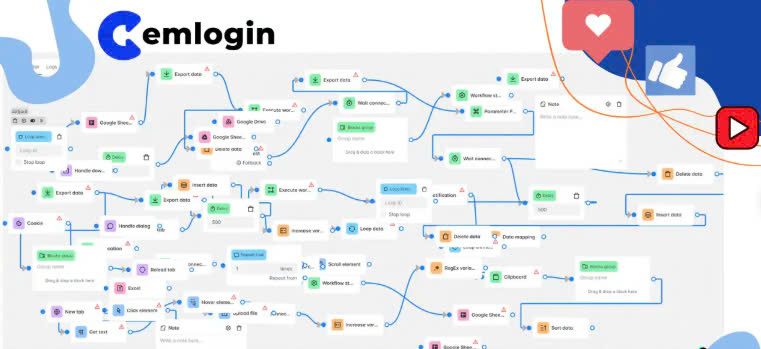 Cemlogin
Export data
Export data
Export data
Workflow st...
Execute wor...
Wait connec...
Parameter P...
Note
Write a note here...
Google Shee...
Google Drive
Google Shee...
Blocks group
Group name
Drag & drop a block here
Loop ID
Stop loop
Delay
Delete data
Fallback
Wait connec...
Delete data
Handle dow...
Export data
Insert data
Export data
Execute wor...
Loop ID
Stop loop
Delay
500
Insert data
Cookie
Handle dialog
Delay
500
Increase var...
Loop data
Delete data
Data mapping
Blocks group
Group name
Drag & drop a block here
Reload tab
1
times
Repeat from
Scroll element
Workflow st...
RegEx varia...
Clipboard
Blocks group
Group name
Drag & drop a block here
Excel
New tab
Click element
Hover eleme...
Upload file
Get text
Note
Write a note here...
Increase var...
Google Shee...
Sort data
Google Shee...